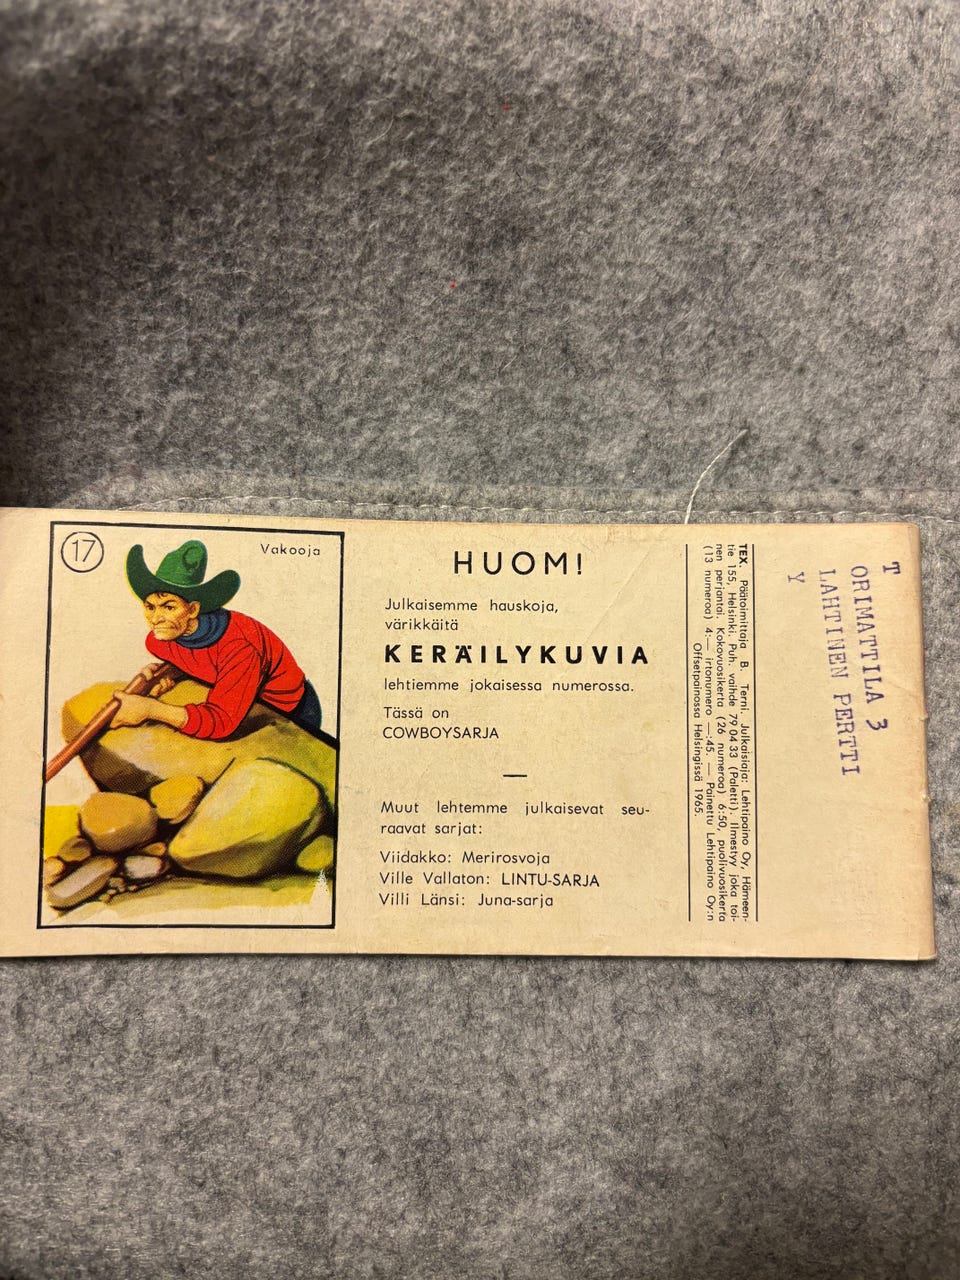 17
Vakooja
HUOM!
Julkaisemme hauskoja,
värikkäitä
KERÄILYKUVIA
lehtiemme jokaisessa numerossa.
Tässä on
COWBOYSARJA
—
Muut lehtemme julkaisevat seu-
raavat sarjat:
Viidakko: Merirosvoja
Ville Vallaton: LINTU-SARJA
Villi Länsi: Juna-sarja
TEX. Päätoimittaja B. Terni. Julkaisiaja: Lehtipaino Oy, Hämeen-
tie 155, Helsinki. Puh. vaihde 79 04 33 (Paletti). Ilmestyy joka toi-
nen perjantai. Kokovuosikerta (26 numeroa) 6:50, puolivuosikerta
(13 numeroa) 4:— irtonumero —:45. — Painettu Lehtipaino Oy:n
Offsetpainossa Helsingissä 1965.
T
ORIMATTILA 3
LAHTINEN PERTTI
Y